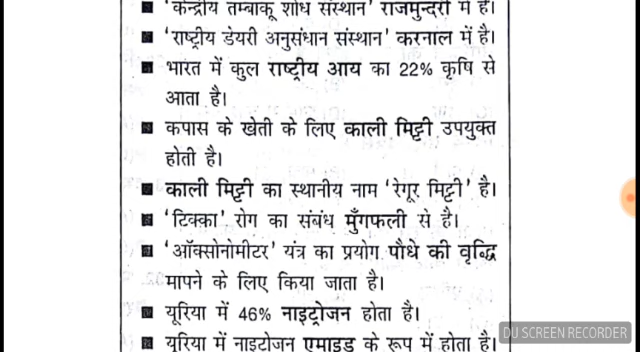 ■ 'केन्द्रीय तम्बाकू शोध संस्थान' राजमुन्दरी में है।
■ 'राष्ट्रीय डेयरी अनुसंधान संस्थान' करनाल में है।
■ भारत में कुल राष्ट्रीय आय का 22% कृषि से
आता है।
■ कपास के खेती के लिए काली मिट्टी उपयुक्त
होती है।
■ काली मिट्टी का स्थानीय नाम 'रेगूर मिट्टी' है।
■ 'टिक्का' रोग का संबंध मुँगफली से है।
■ 'ऑक्सोनोमीटर' यंत्र का प्रयोग पौधे की वृद्धि
मापने के लिए किया जाता है।
■ यूरिया में 46% नाइट्रोजन होता है।
■ यूरिया में नाइट्रोजन एमाइड के रूप में होता है।
DU SCREEN RECORDER